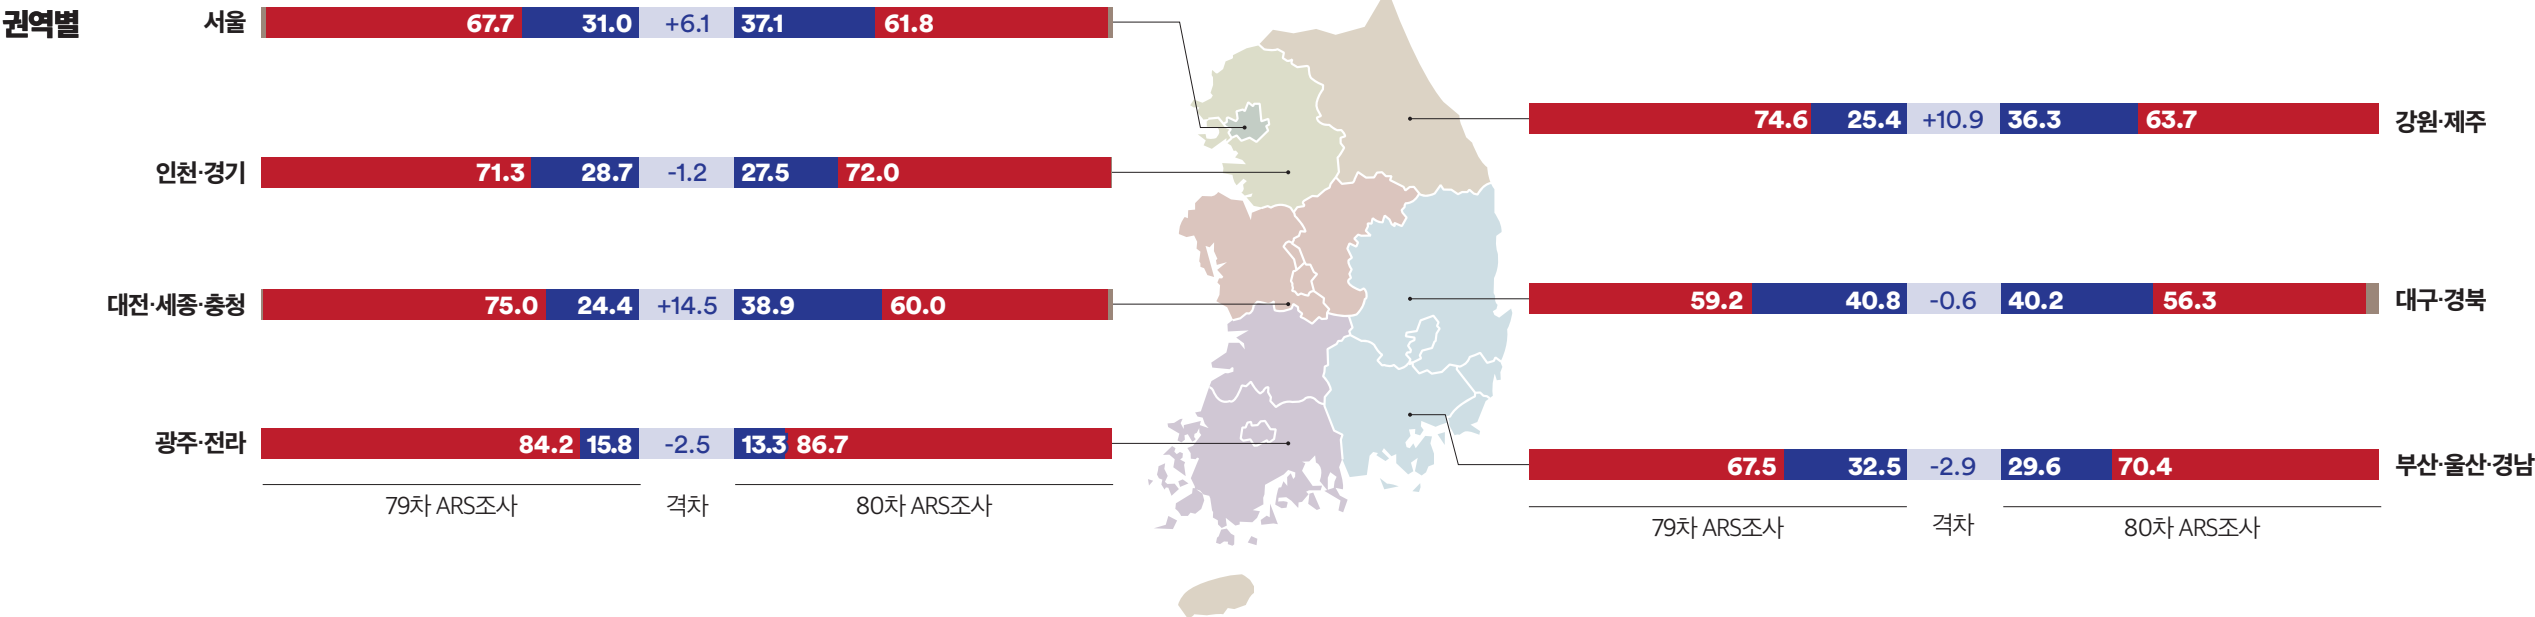 권역별
서울 67.7 31.0 +6.1 37.1 61.8
인천·경기 71.3 28.7 -1.2 27.5 72.0
대전·세종·충청 75.0 24.4 +14.5 38.9 60.0
광주·전라 84.2 15.8 -2.5 13.3 86.7
79차 ARS조사 격차 80차 ARS조사
74.6 25.4 +10.9 36.3 63.7 강원·제주
59.2 40.8 -0.6 40.2 56.3 대구·경북
67.5 32.5 -2.9 29.6 70.4 부산·울산·경남
79차 ARS조사 격차 80차 ARS조사